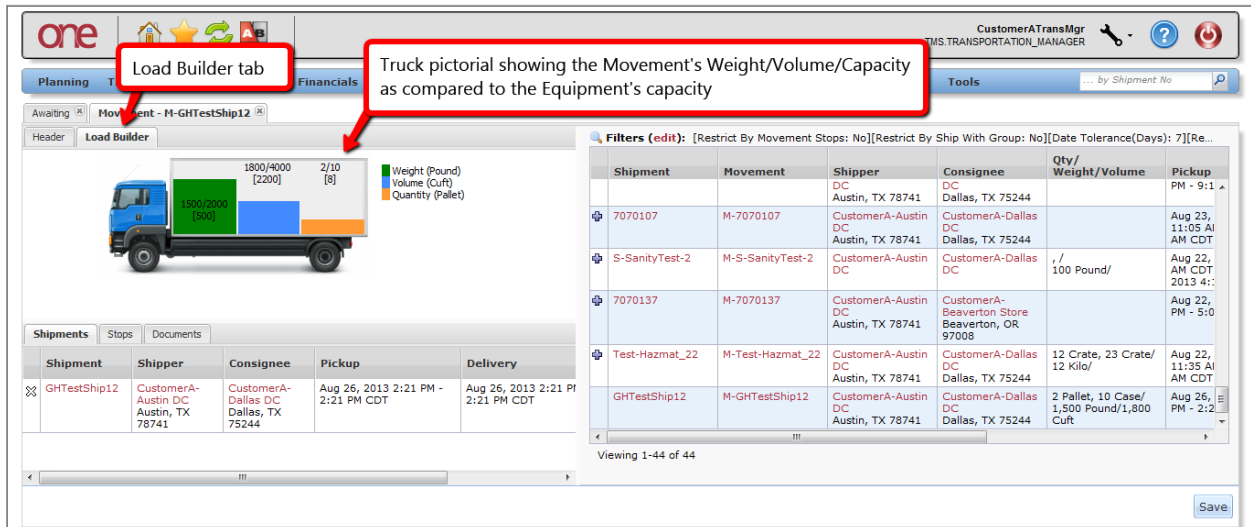 one
A B
CustomerATransMgr
TMS.TRANSPORTATION_MANAGER
?
Load Builder tab
Truck pictorial showing the Movement's Weight/Volume/Capacity
as compared to the Equipment's capacity
Planning T Financials Tools ... by Shipment No
Awaiting Movement - M-GHTestShip12
Header Load Builder
1500/2000
[500]
1800/4000
[2200]
2/10
[8]
Weight (Pound)
Volume (Cuft)
Quantity (Pallet)
Shipments Stops Documents
Shipment Shipper Consignee Pickup Delivery
GHTestShip12 CustomerA- CustomerA- Aug 26, 2013 2:21 PM - Aug 26, 2013 2:21 PM
Austin DC Dallas DC 2:21 PM CDT 2:21 PM CDT
Austin, TX Dallas, TX
78741 75244
Filters (edit): [Restrict By Movement Stops: No][Restrict By Ship With Group: No][Date Tolerance(Days): 7][Re...
Shipment Movement Shipper Consignee Qty/ Pickup
Weight/Volume
DC DC PM - 9:1
Austin, TX 78741 Dallas, TX 75244
7070107 M-7070107 CustomerA-Austin CustomerA-Dallas Aug 23,
DC DC 11:05 AM
Austin, TX 78741 Dallas, TX 75244 AM CDT
S-SanityTest-2 M-S-SanityTest-2 CustomerA-Austin CustomerA-Dallas , / Aug 22,
DC DC 100 Pound/ AM CDT
2013 4:
7070137 M-7070137 CustomerA-Austin CustomerA- Aug 22,
DC Beaverton Store PM - 5:0
Austin, TX 78741 Beaverton, OR
97008
Test-Hazmat_22 M-Test-Hazmat_22 CustomerA-Austin CustomerA-Dallas 12 Crate, 23 Crate/ Aug 22,
DC DC 12 Kilo/ 11:35 AM
Austin, TX 78741 Dallas, TX 75244 AM CDT
GHTestShip12 M-GHTestShip12 CustomerA-Austin CustomerA-Dallas 2 Pallet, 10 Case/ Aug 26,
DC DC 1,500 Pound/1,800 PM - 2:2
Austin, TX 78741 Dallas, TX 75244 Cuft
Viewing 1-44 of 44
Save